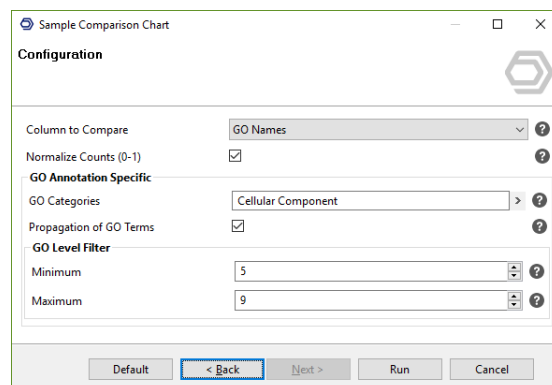 Sample Comparison Chart
Configuration
Column to Compare GO Names
Normalize Counts (0-1)
GO Annotation Specific
GO Categories Cellular Component
Propagation of GO Terms
GO Level Filter
Minimum 5
Maximum 9
Default < Back Next > Run Cancel